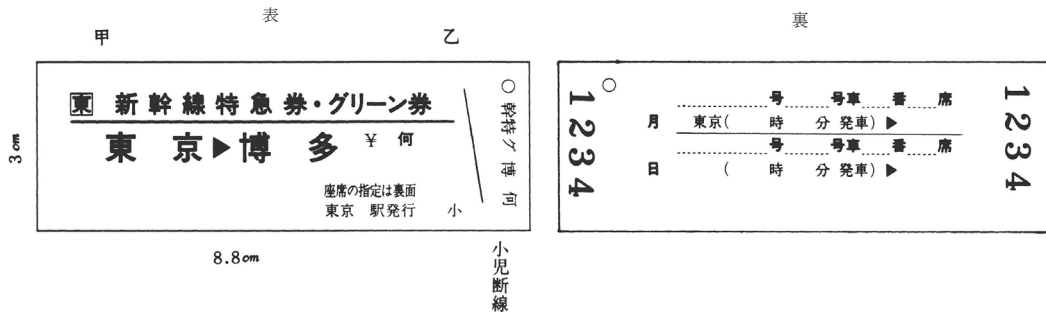 表
甲
乙
東 新幹線特急券・グリーン券
東京▶博多 ¥ 何
座席の指定は裏面
東京 駅発行 小
○幹特グ博何
3cm
8.8cm
小児断線
裏
1234
○
月
日
号 号車 番 席
東京( 時 分 発車) ▶
号 号車 番 席
( 時 分 発車) ▶
1234